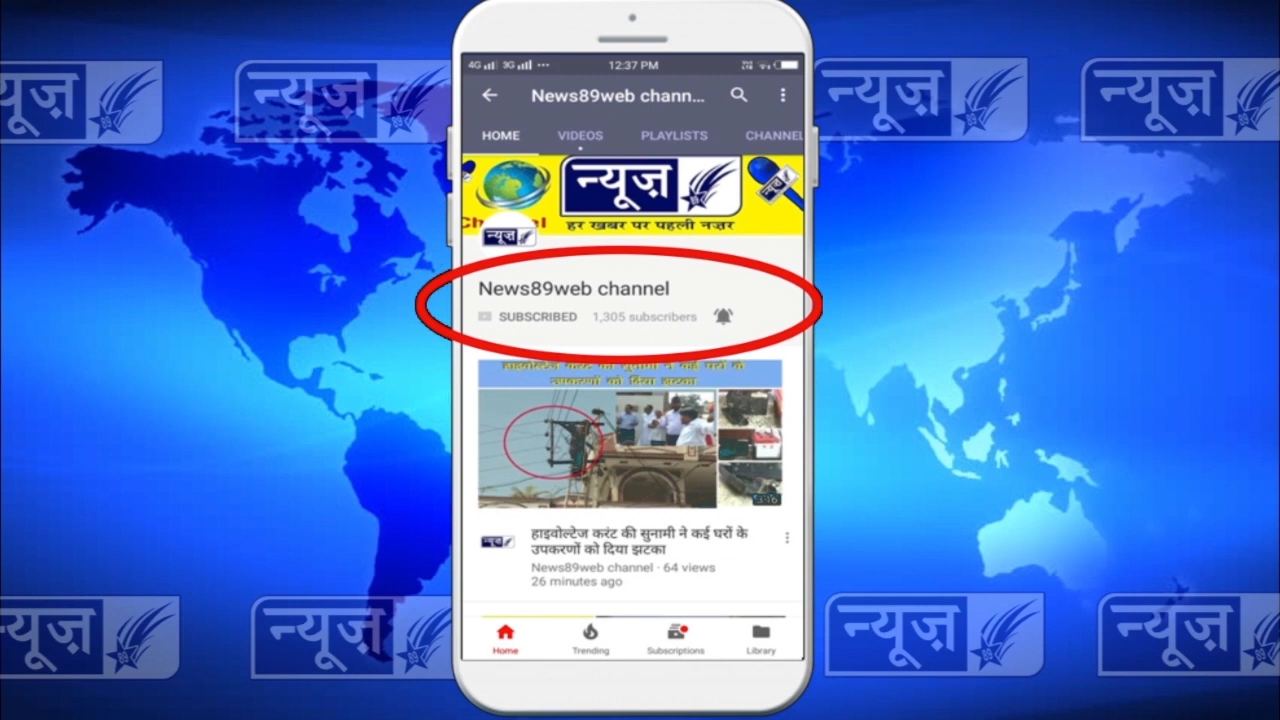 न्यूज़
न्यूज़
न्यूज़
न्यूज़
4G 3G 12:37 PM
News89web chann...
HOME VIDEOS PLAYLISTS CHANNEL
न्यूज़
न्यूज़
हर खबर पर पहली नज़र
न्यूज़
News89web channel
SUBSCRIBED 1,305 subscribers
हाइवोल्टेज करंट की सुनामी ने कई घरों के
उपकरणों को दिया झटका
3:16
न्यूज़
हाइवोल्टेज करंट की सुनामी ने कई घरों के
उपकरणों को दिया झटका
News89web channel · 64 views
26 minutes ago
Home Trending Subscriptions Library
न्यूज़
न्यूज़
न्यूज़
न्यूज़